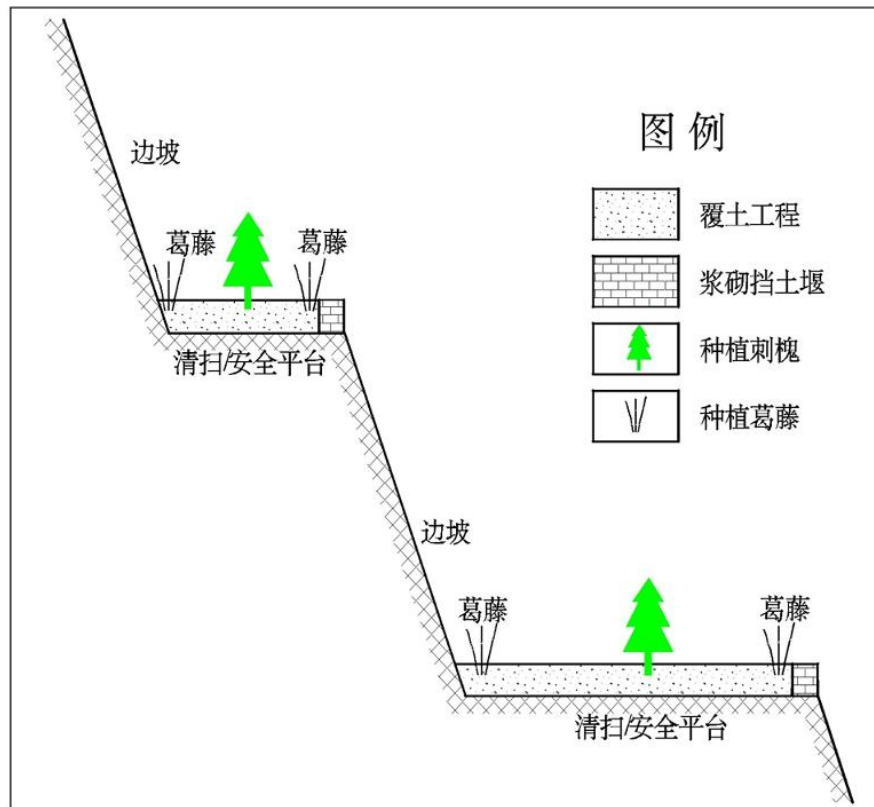 图例
边坡
覆土工程
葛藤
葛藤
浆砌挡土堰
清扫/安全平台
种植刺槐
种植葛藤
边坡
葛藤
葛藤
清扫/安全平台